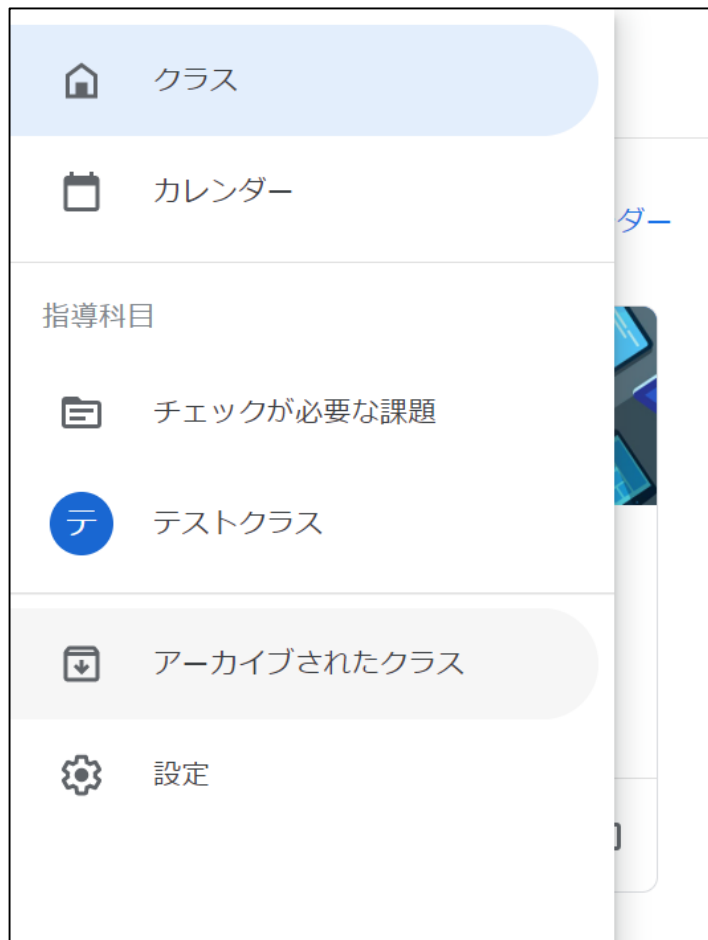 クラス
カレンダー
ダー
指導科目
チェックが必要な課題
テ
テストクラス
アーカイブされたクラス
設定